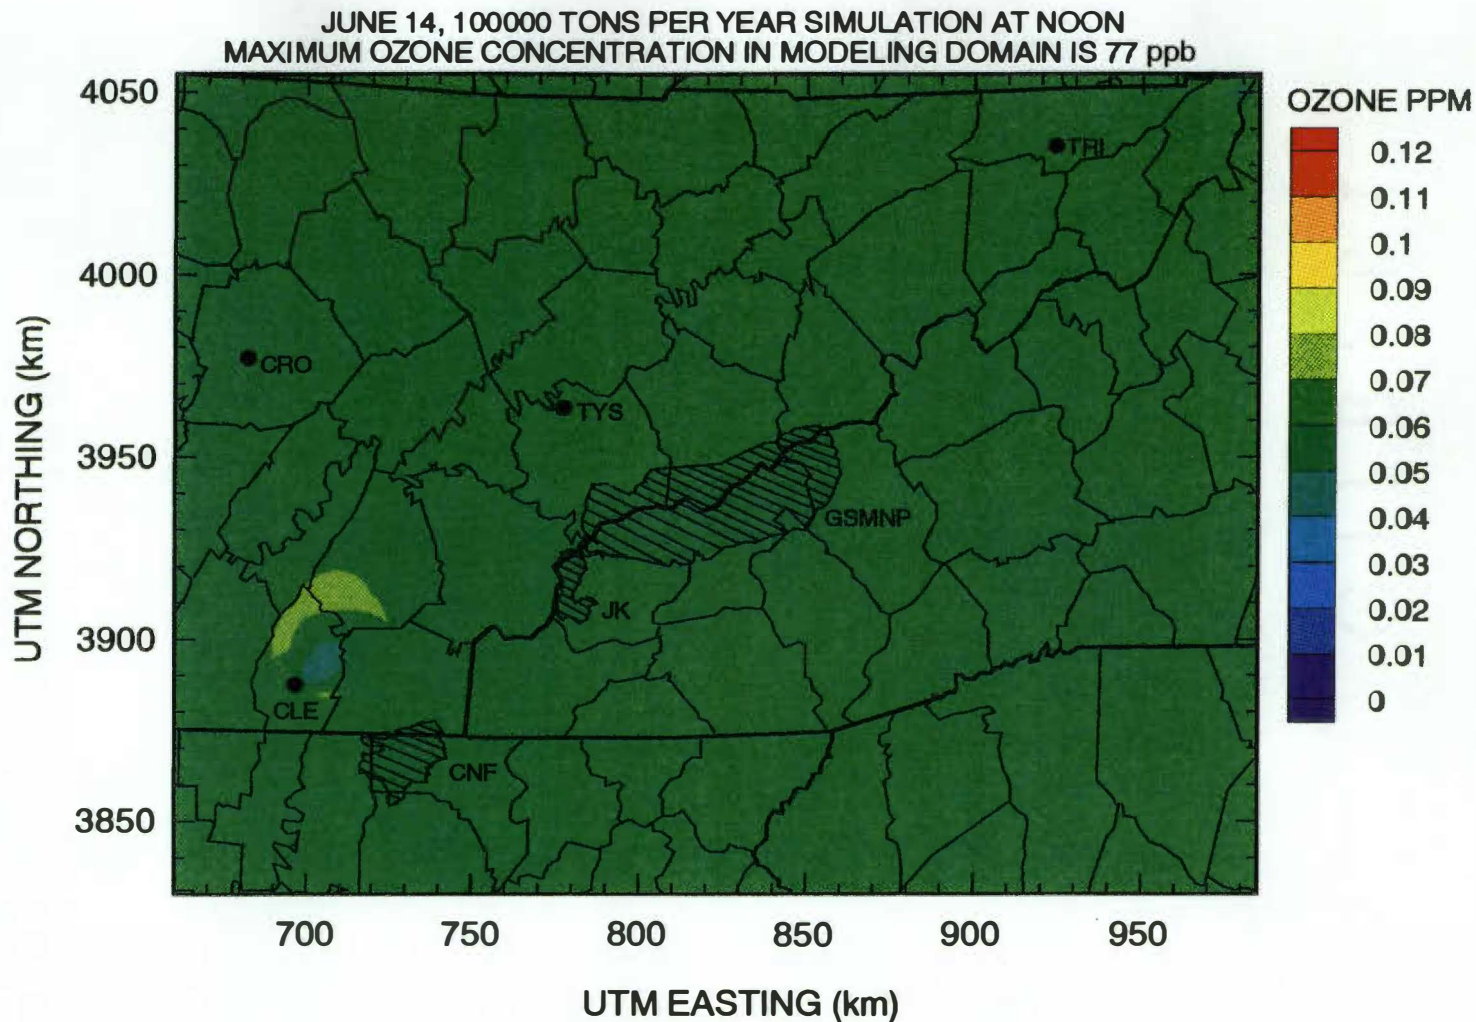 JUNE 14, 100000 TONS PER YEAR SIMULATION AT NOON
MAXIMUM OZONE CONCENTRATION IN MODELING DOMAIN IS 77 ppb
OZONE PPM
0.12
0.11
0.1
0.09
0.08
0.07
0.06
0.05
0.04
0.03
0.02
0.01
0
UTM NORTHING (km)
4050
4000
3950
3900
3850
TRI
CRO
TYS
GSMNP
JK
CLE
CNF
700 750 800 850 900 950
UTM EASTING (km)